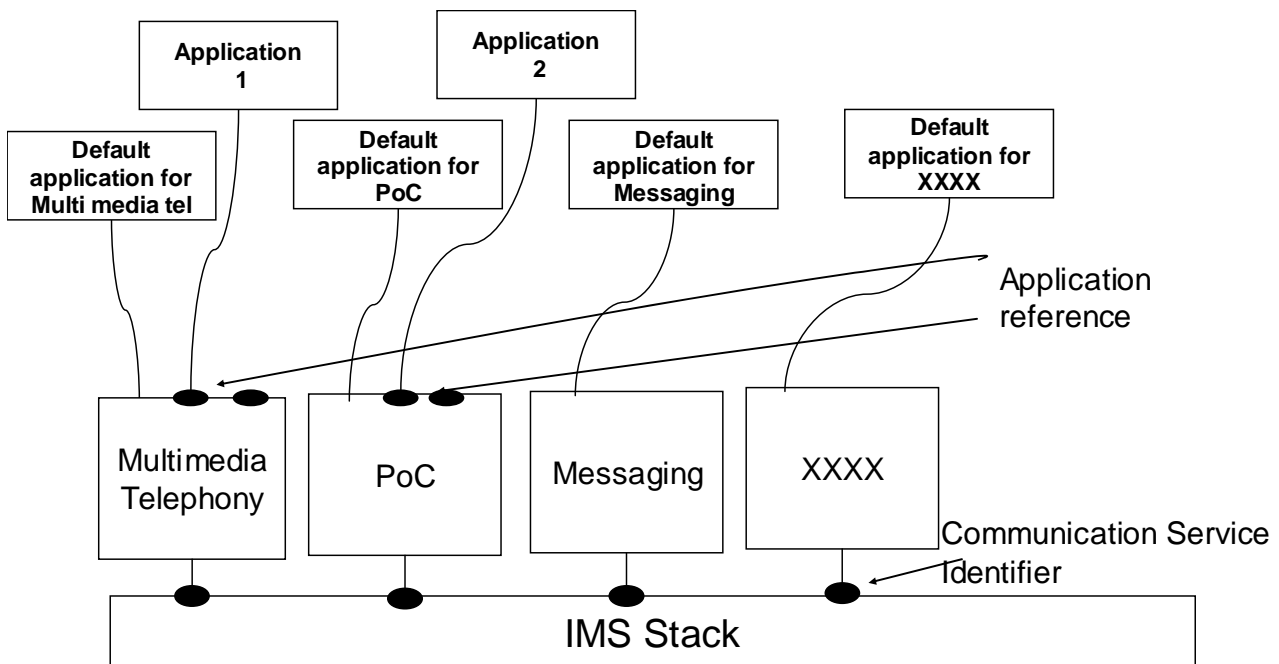 Application
1
Application
2
Default
application for
Multi media tel
Default
application for
PoC
Default
application for
Messaging
Default
application for
XXXX
Application
reference
Multimedia
Telephony
PoC
Messaging
XXXX
Communication Service
Identifier
IMS Stack